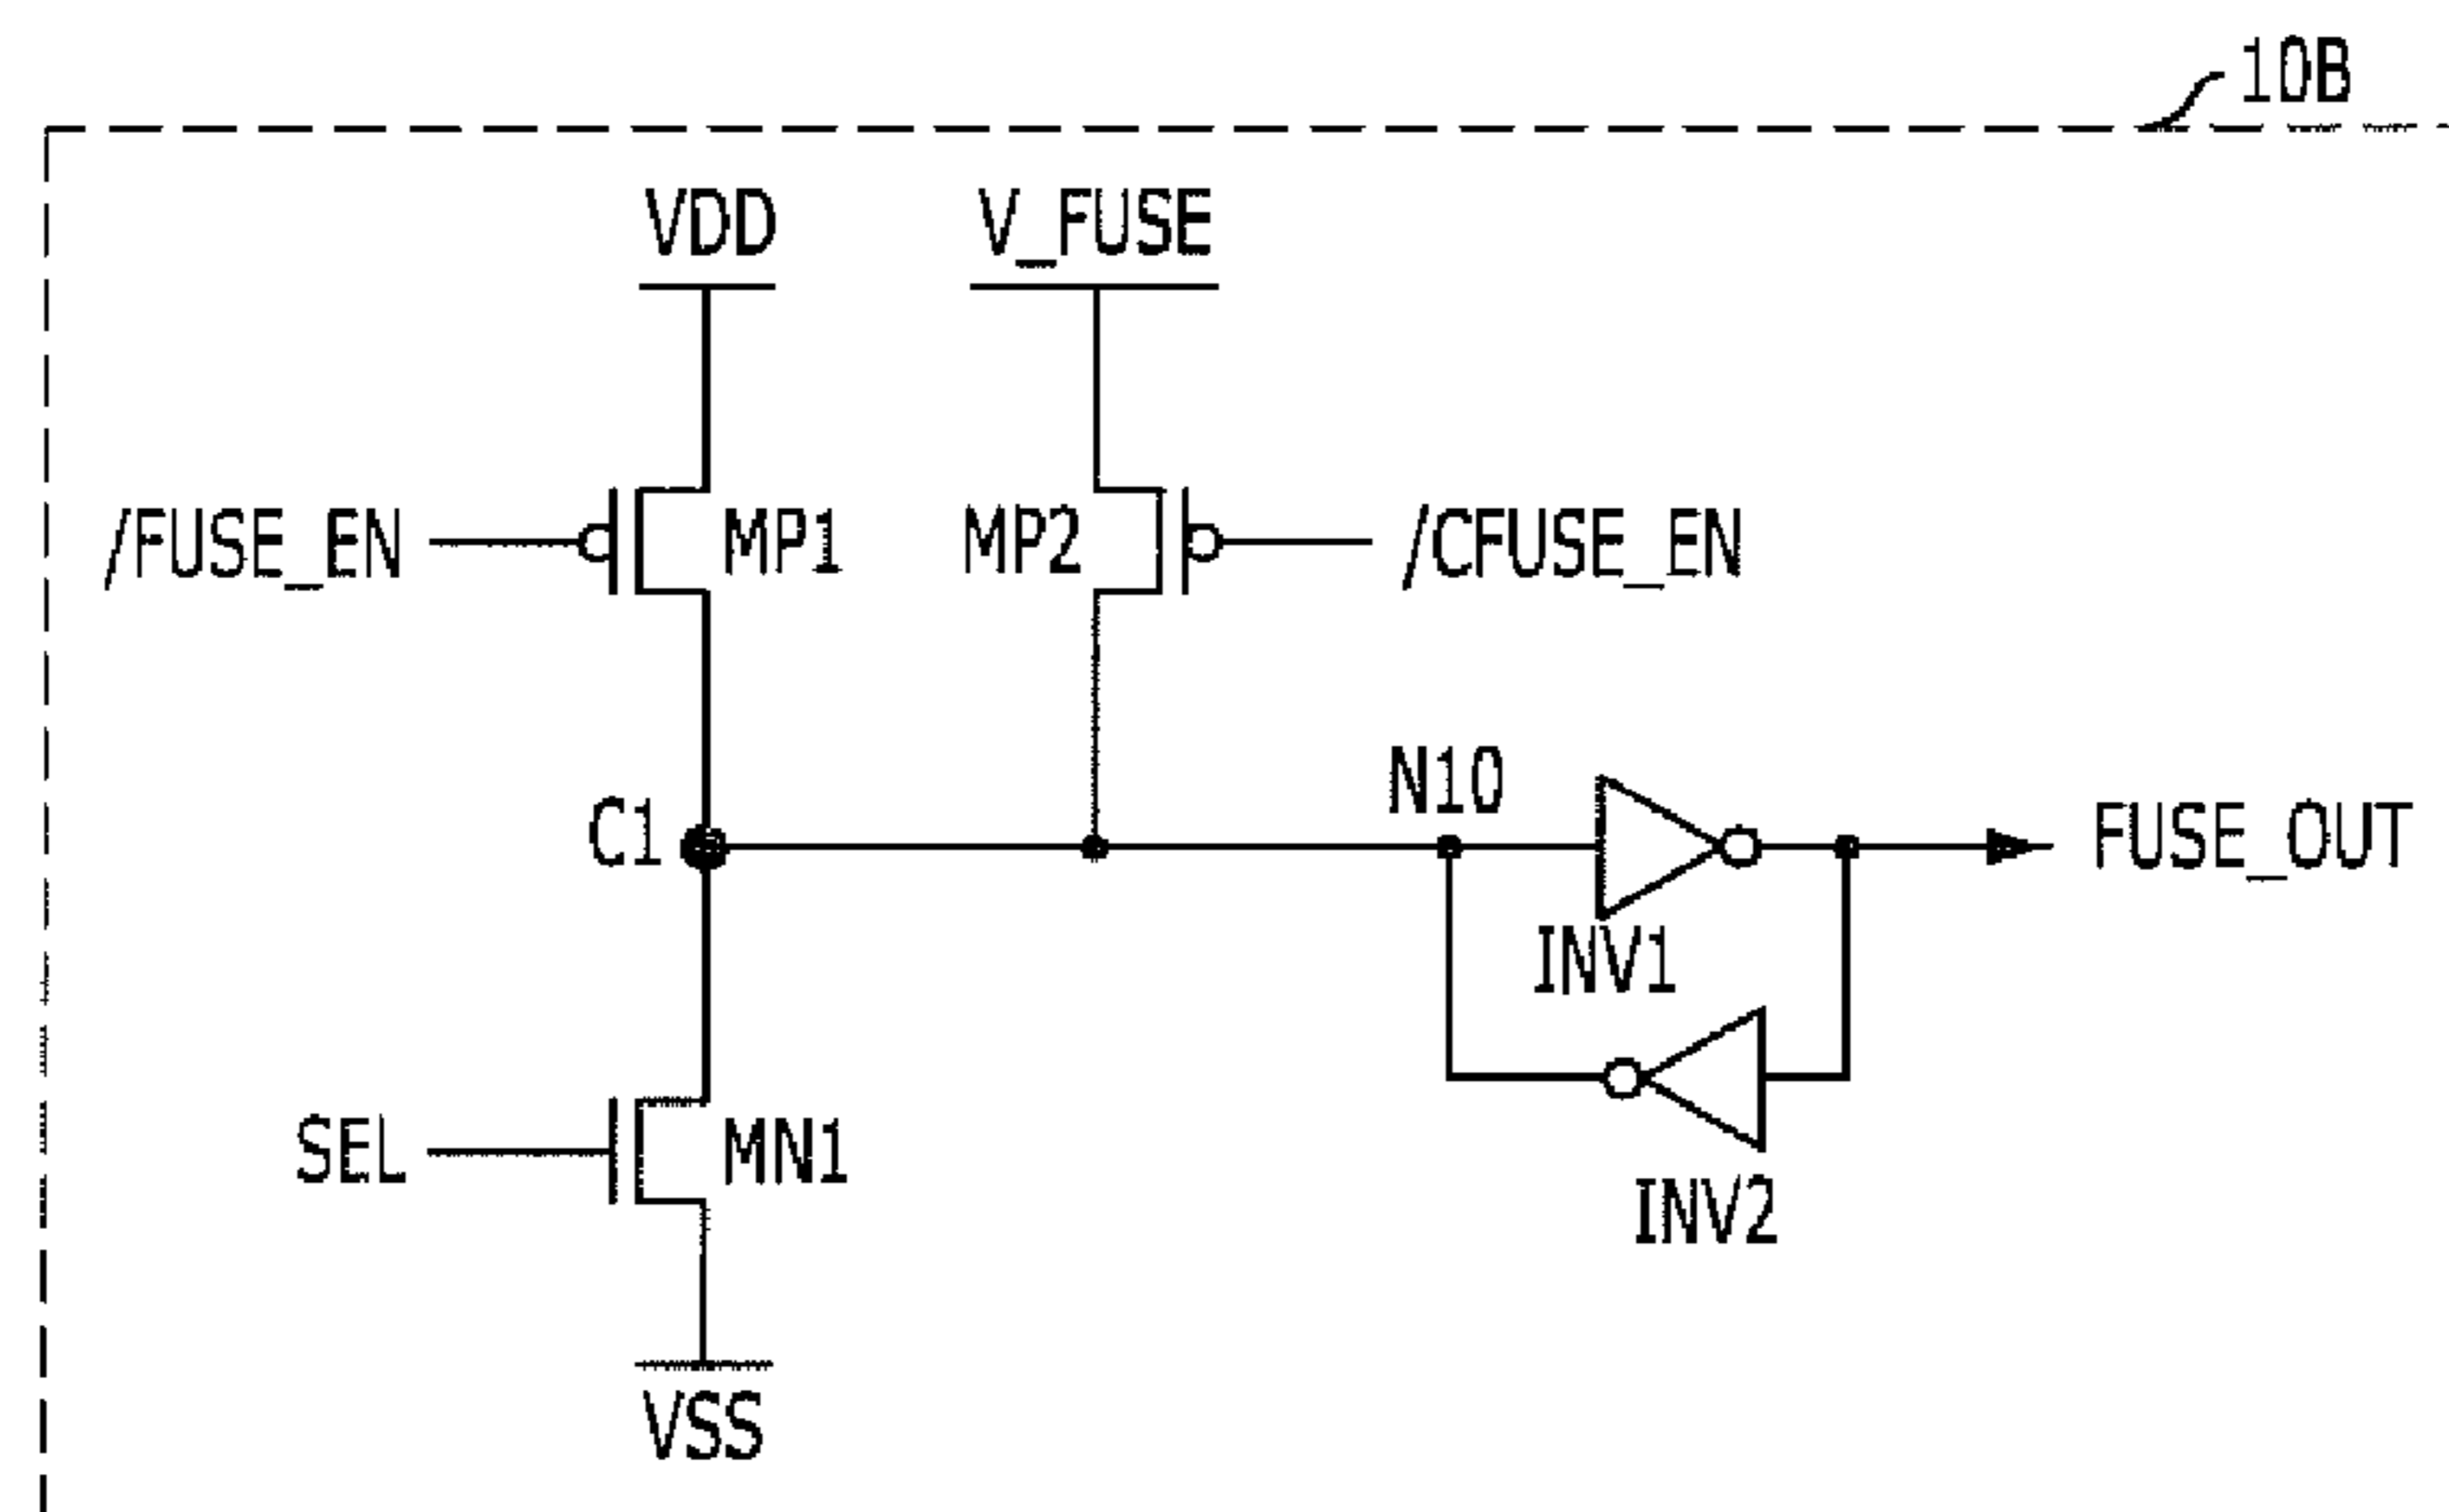 10B
VDD
V_FUSE
/FUSE_EN
MP1
MP2
/CFUSE_EN
N10
C1
FUSE_OUT
INV1
SEL
MN1
INV2
VSS